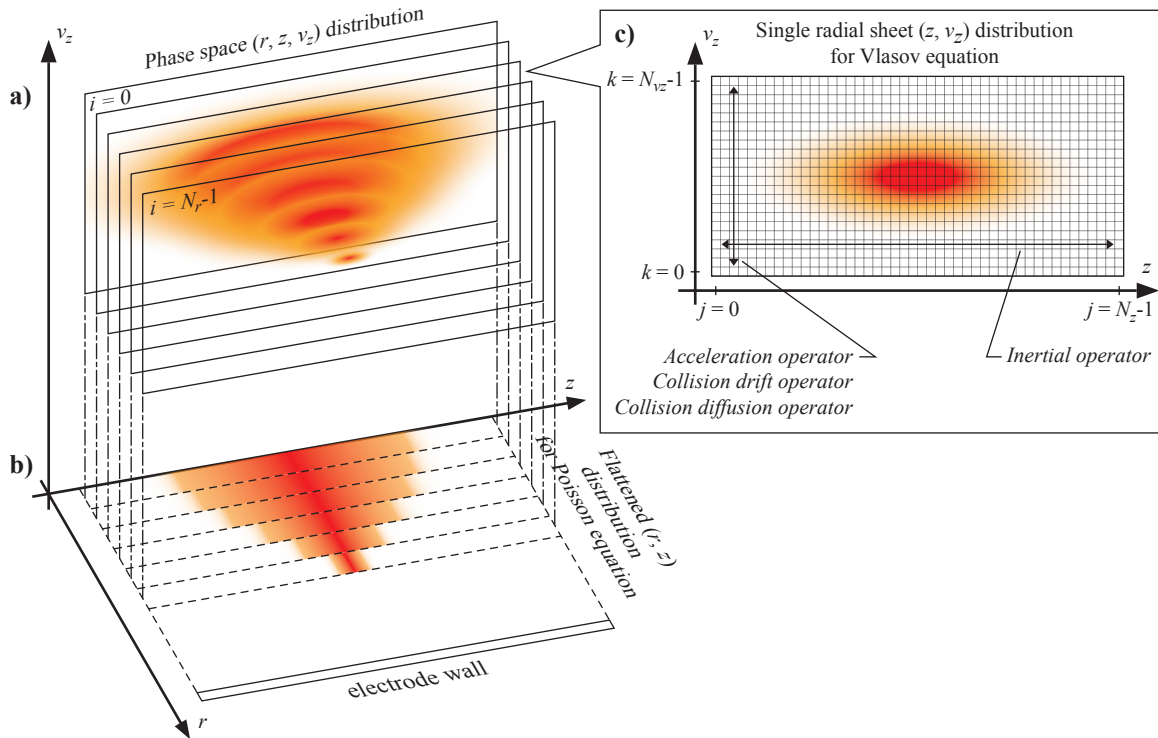 v_z
Phase space (r, z, v_z) distribution
a)
i = 0
i = N_r-1
z
b)
Flattened (r, z)
distribution
for Poisson equation
electrode wall
r
c)
v_z
Single radial sheet (z, v_z) distribution
for Vlasov equation
k = N_vz-1
k = 0
z
j = 0
j = N_z-1
Acceleration operator
Collision drift operator
Collision diffusion operator
Inertial operator